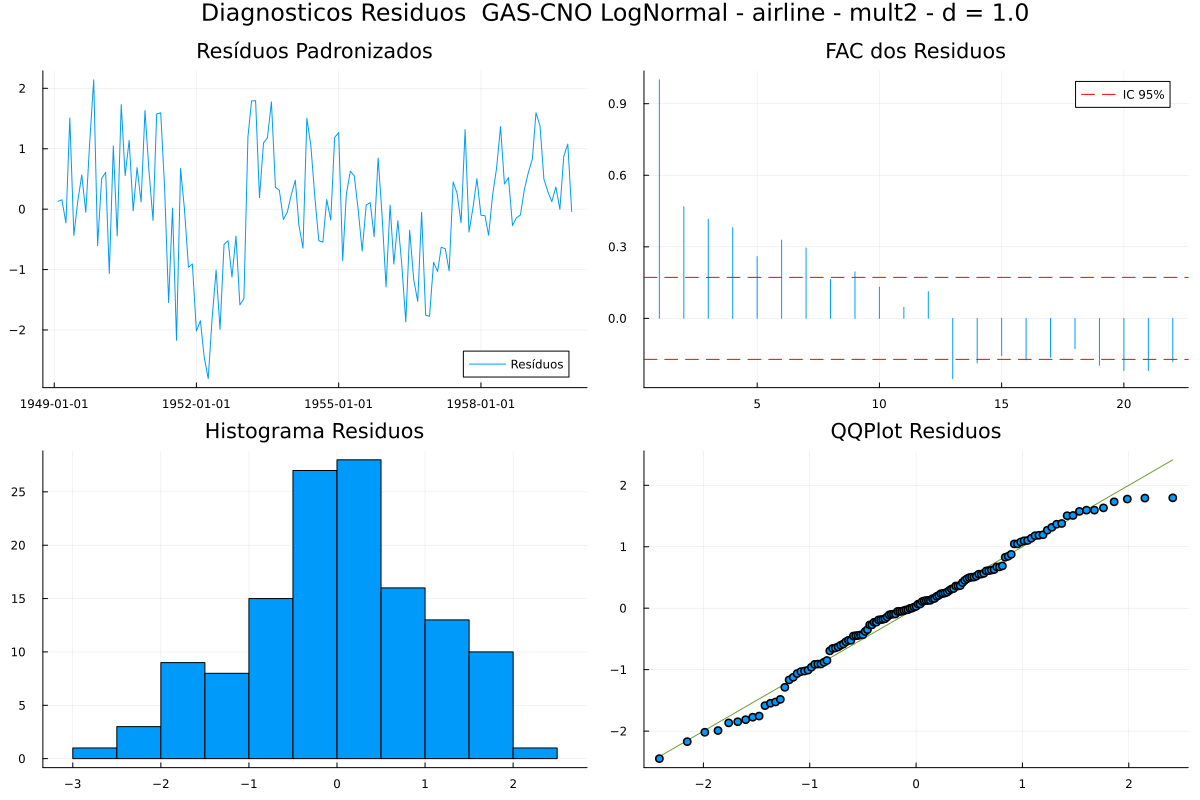 Diagnosticos Residuos  GAS-CNO LogNormal - airline - mult2 - d = 1.0
Resíduos Padronizados
2
1
0
−1
−2
1949-01-01 1952-01-01 1955-01-01 1958-01-01
Resíduos
FAC dos Residuos
0.9
0.6
0.3
0.0
5 10 15 20
IC 95%
Histograma Residuos
25
20
15
10
5
0
−3 −2 −1 0 1 2
QQPlot Residuos
2
1
0
−1
−2
−2 −1 0 1 2